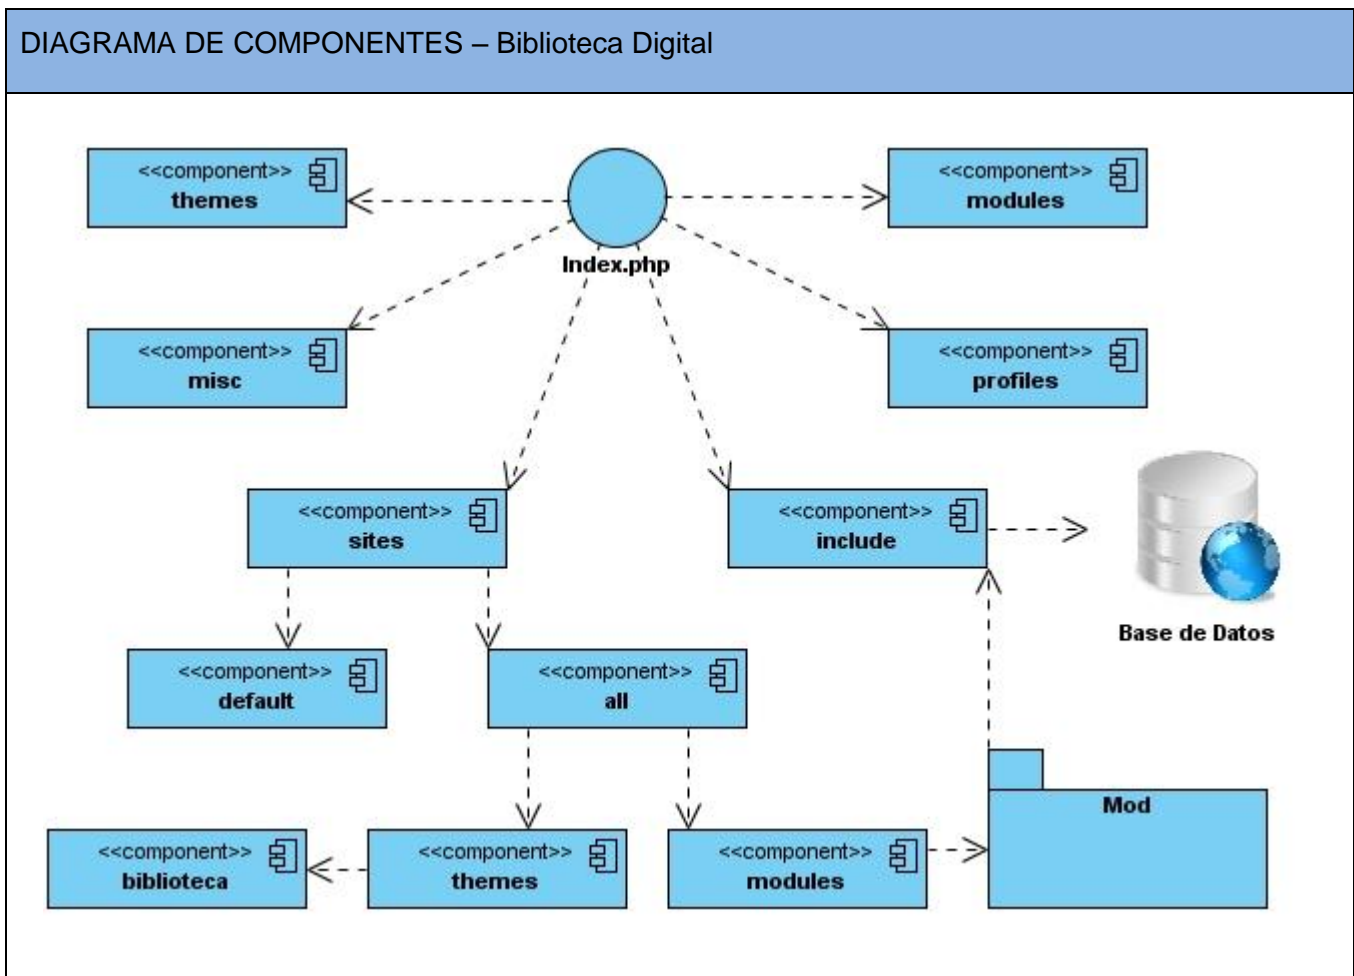 DIAGRAMA DE COMPONENTES – Biblioteca Digital
<<component>>
themes
Index.php
<<component>>
modules
<<component>>
misc
<<component>>
profiles
<<component>>
sites
<<component>>
include
Base de Datos
<<component>>
default
<<component>>
all
Mod
<<component>>
biblioteca
<<component>>
themes
<<component>>
modules